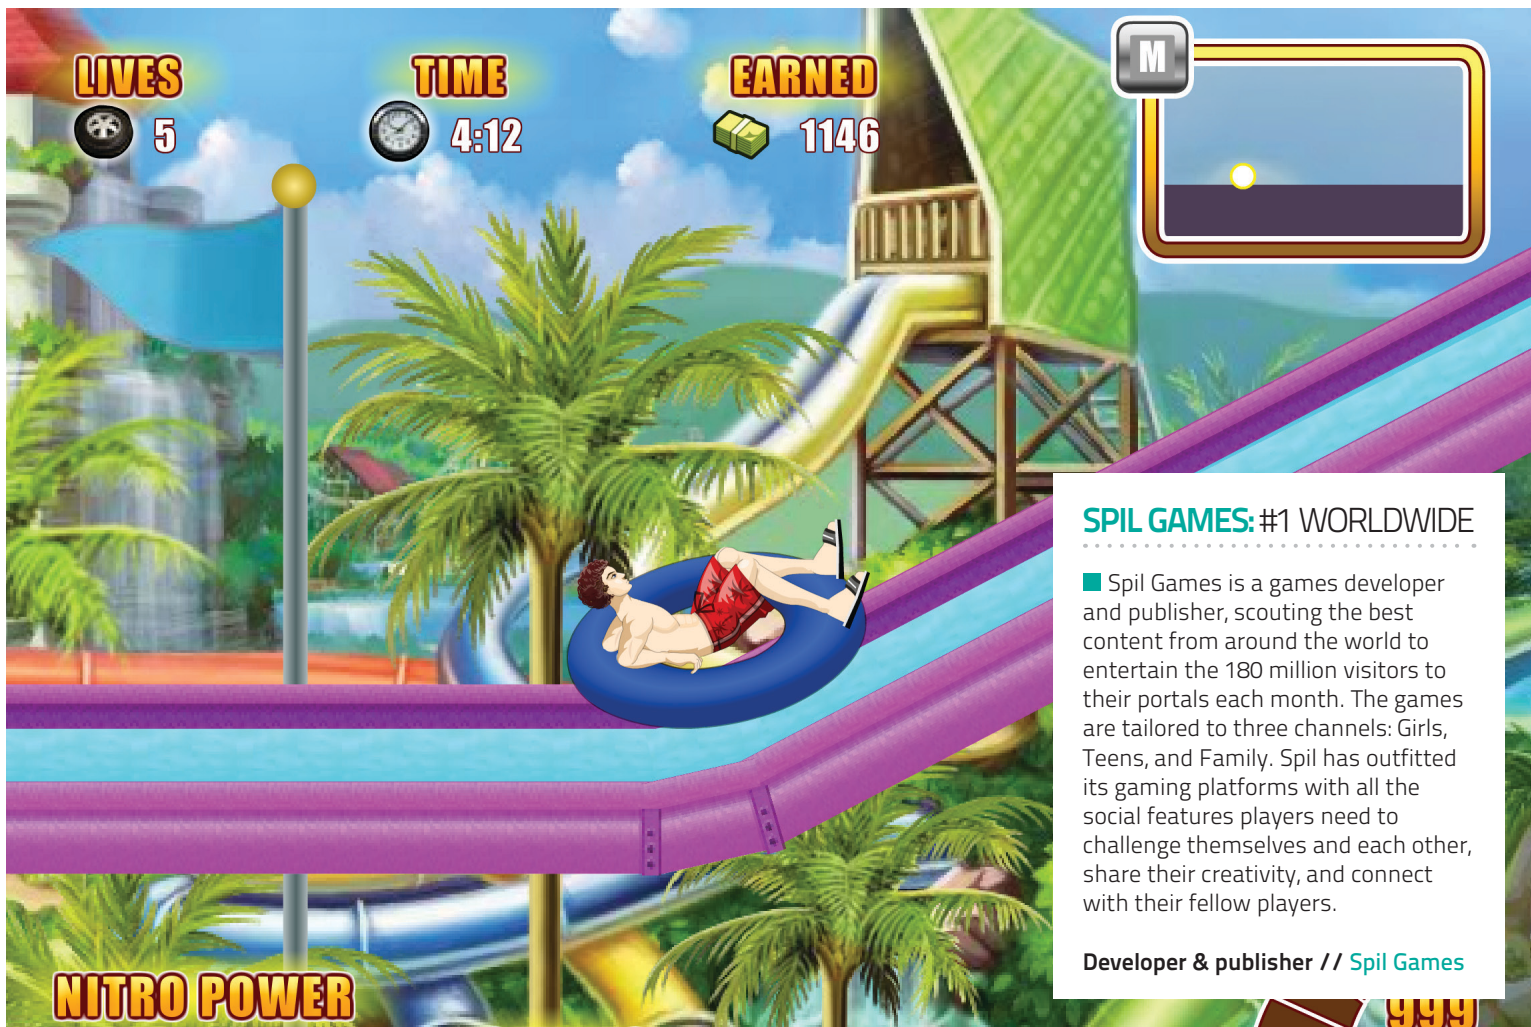 LIVES
5
TIME
4:12
EARNED
1146
M
SPIL GAMES: #1 WORLDWIDE
Spil Games is a games developer
and publisher, scouting the best
content from around the world to
entertain the 180 million visitors to
their portals each month. The games
are tailored to three channels: Girls,
Teens, and Family. Spil has outfitted
its gaming platforms with all the
social features players need to
challenge themselves and each other,
share their creativity, and connect
with their fellow players.
Developer & publisher // Spil Games
NITRO POWER
999